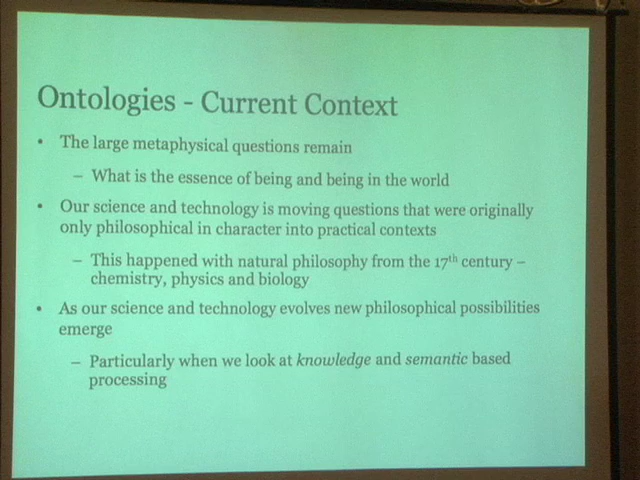 Ontologies - Current Context
• The large metaphysical questions remain
– What is the essence of being and being in the world
• Our science and technology is moving questions that were originally
only philosophical in character into practical contexts
– This happened with natural philosophy from the 17th century –
chemistry, physics and biology
• As our science and technology evolves new philosophical possibilities
emerge
– Particularly when we look at knowledge and semantic based
processing